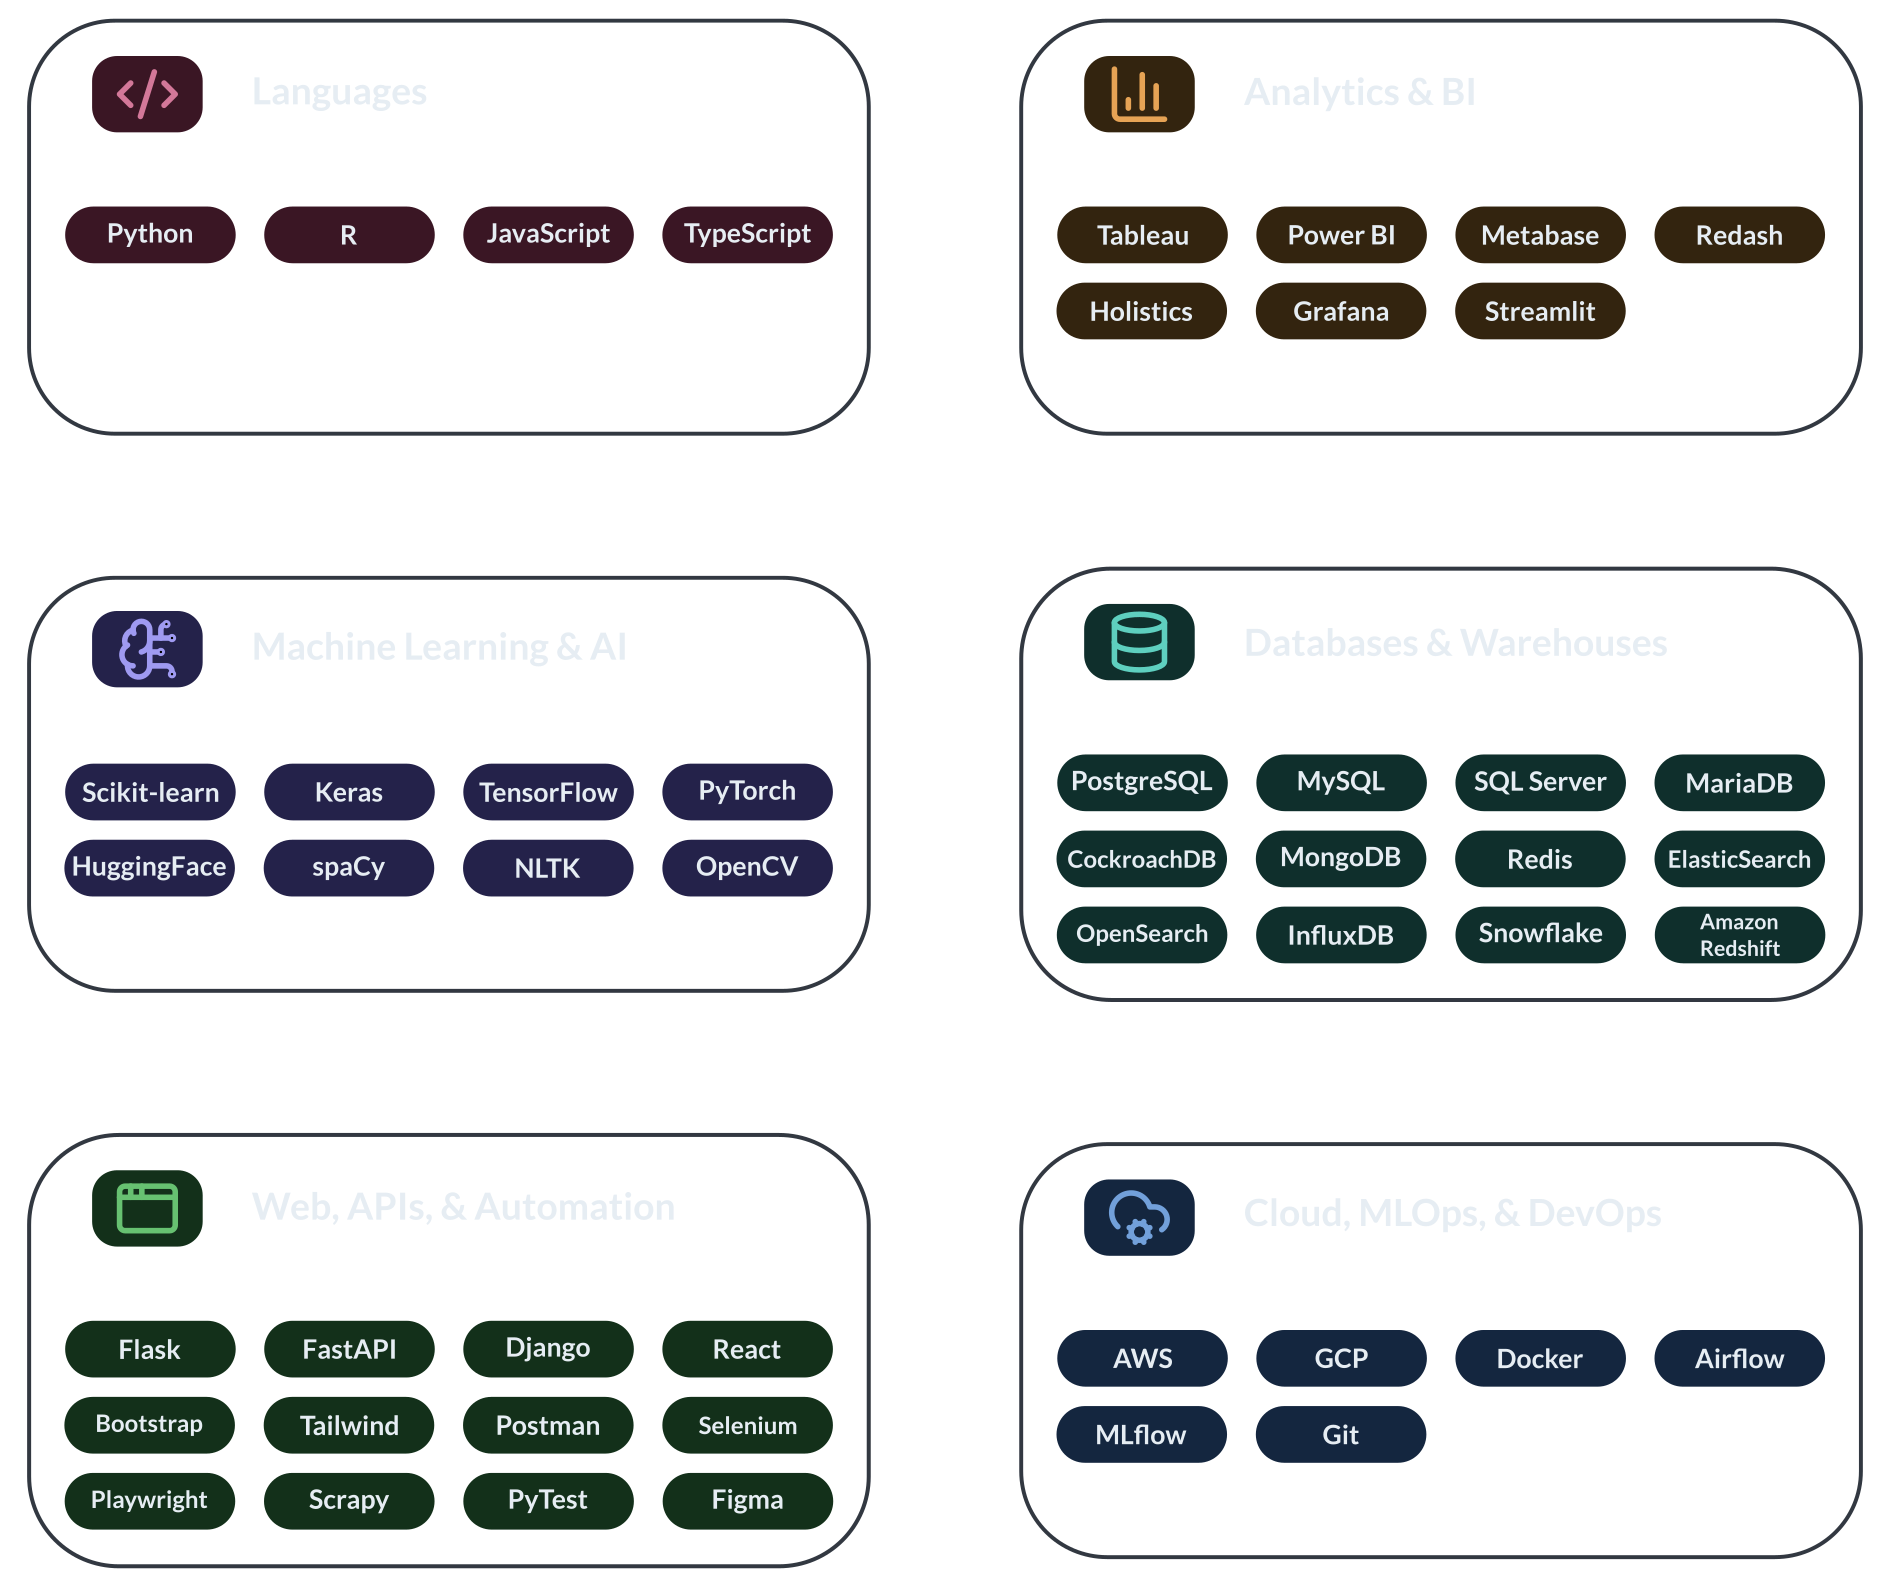 Languages
Python
R
JavaScript
TypeScript
Analytics & BI
Tableau
Power BI
Metabase
Redash
Holistics
Grafana
Streamlit
Machine Learning & AI
Scikit-learn
Keras
TensorFlow
PyTorch
HuggingFace
spaCy
NLTK
OpenCV
Databases & Warehouses
PostgreSQL
MySQL
SQL Server
MariaDB
CockroachDB
MongoDB
Redis
ElasticSearch
OpenSearch
InfluxDB
Snowflake
Amazon
Redshift
Web, APIs, & Automation
Flask
FastAPI
Django
React
Bootstrap
Tailwind
Postman
Selenium
Playwright
Scrapy
PyTest
Figma
Cloud, MLOps, & DevOps
AWS
GCP
Docker
Airflow
MLflow
Git